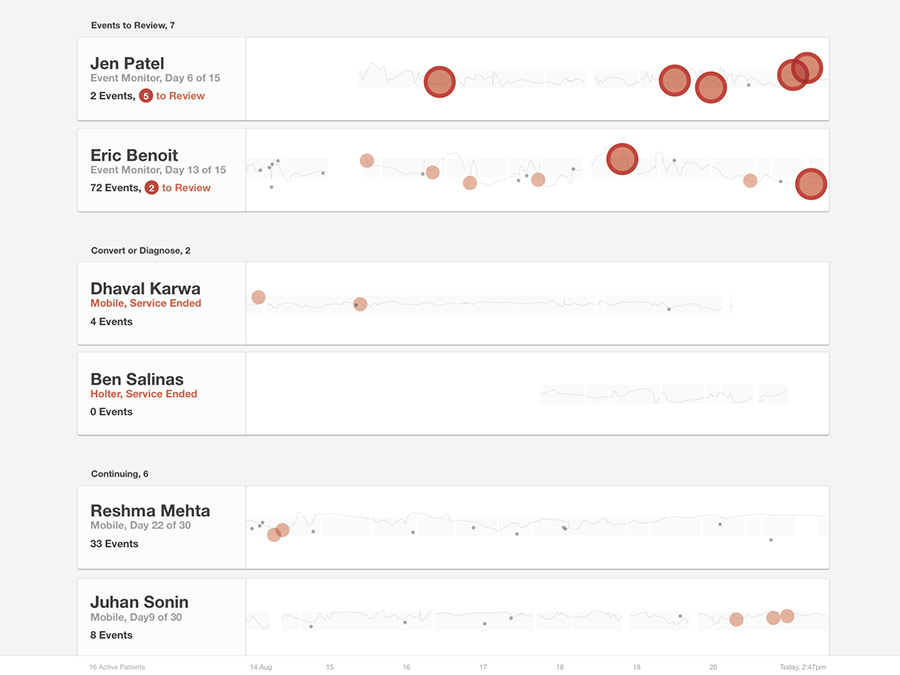 Events to Review, 7
Jen Patel
Event Monitor, Day 6 of 15
2 Events, 5 to Review
Eric Benoit
Event Monitor, Day 13 of 15
72 Events, 2 to Review
Convert or Diagnose, 2
Dhaval Karwa
Mobile, Service Ended
4 Events
Ben Salinas
Holter, Service Ended
0 Events
Continuing, 6
Reshma Mehta
Mobile, Day 22 of 30
33 Events
Juhan Sonin
Mobile, Day9 of 30
8 Events
16 Active Patients 14.Aug 15 16 17 18 19 20 Today, 2:47pm